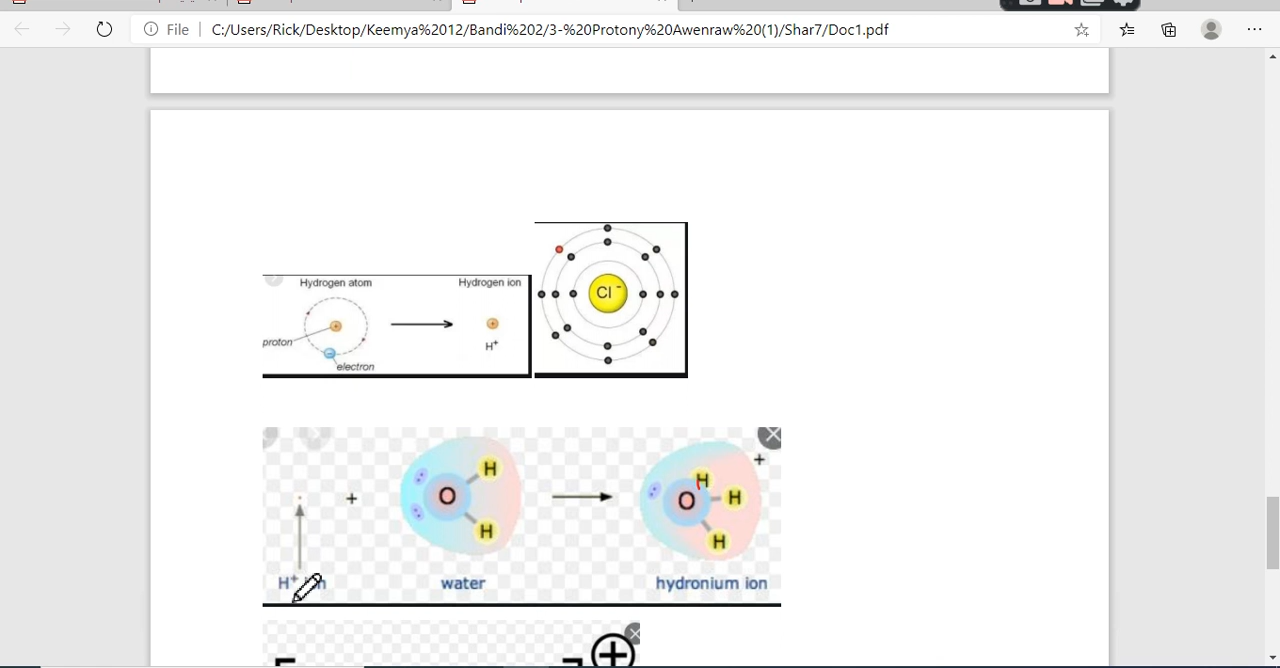 File | C:/Users/Rick/Desktop/Keemya%2012/Bandi%202/3-%20Protony%20Awenraw%20(1)/Shar7/Doc1.pdf
Hydrogen atom
Hydrogen ion
proton
electron
H⁺
Cl⁻
+
O H H
O H H H +
H⁺
water
hydronium ion
+